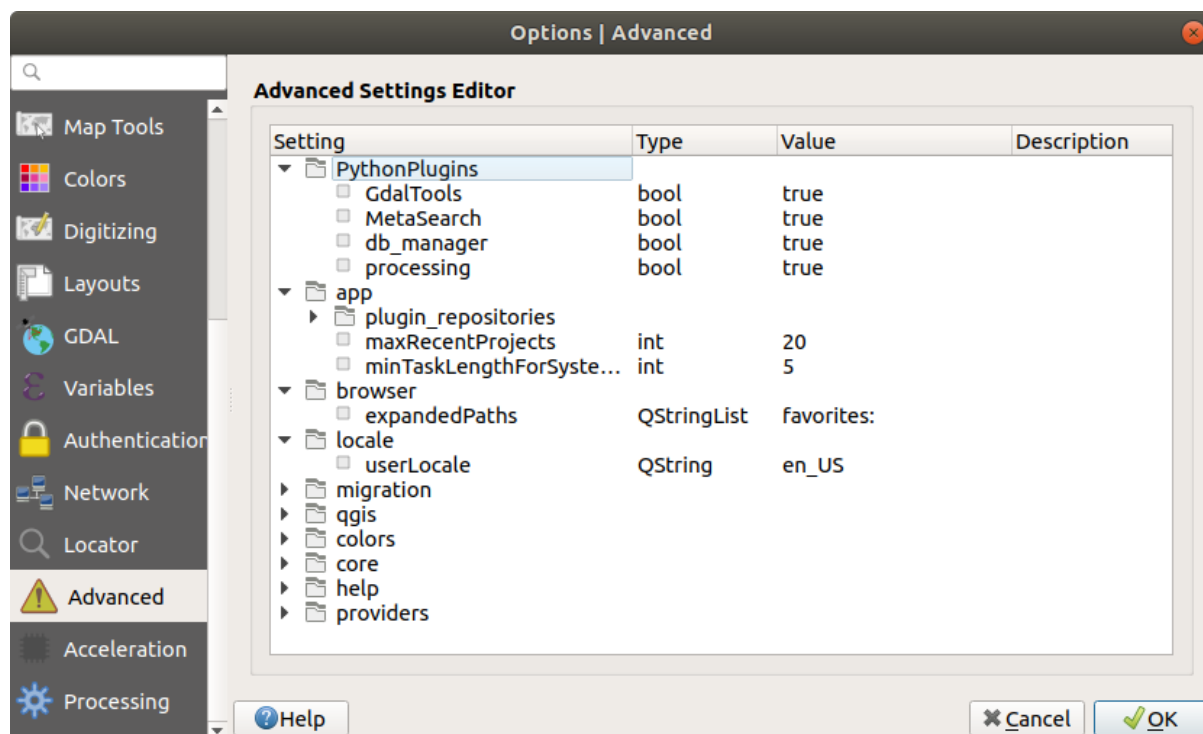 Options | Advanced
Map Tools
Colors
Digitizing
Layouts
GDAL
Variables
Authentication
Network
Locator
Advanced
Acceleration
Processing
Advanced Settings Editor
Setting Type Value Description
PythonPlugins
GdalTools bool true
MetaSearch bool true
db_manager bool true
processing bool true
app
plugin_repositories
maxRecentProjects int 20
minTaskLengthForSyste... int 5
browser
expandedPaths QStringList favorites:
locale
userLocale QString en_US
migration
qgis
colors
core
help
providers
Help Cancel OK